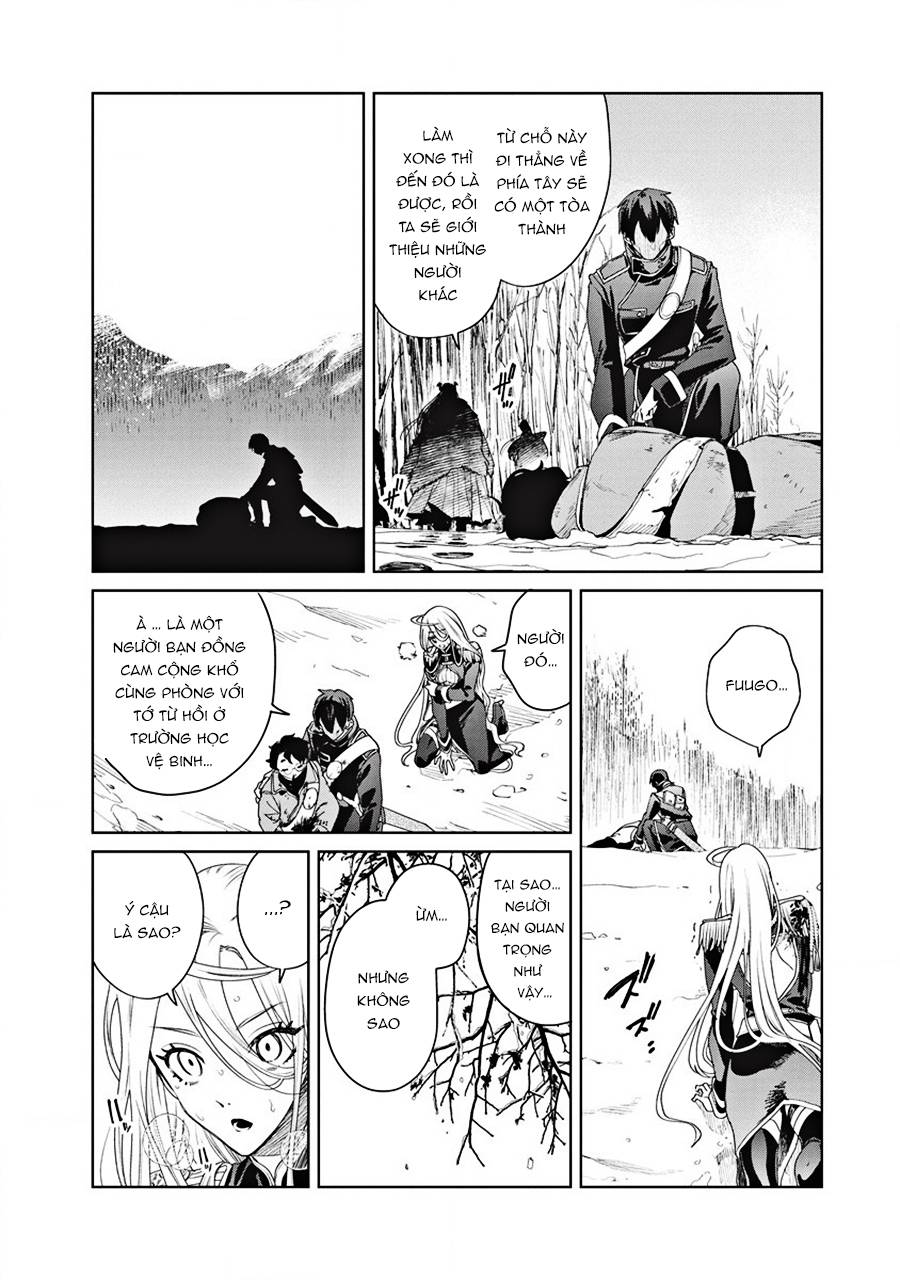 TỪ CHỖ NÀY
ĐI THẲNG VỀ
PHÍA TÂY SẼ
CÓ MỘT TÒA
THÀNH
LÀM
XONG THÌ
ĐẾN ĐÓ LÀ
ĐƯỢC, RỒI
TA SẼ GIỚI
THIỆU NHỮNG
NGƯỜI
KHÁC
FUUGO...
NGƯỜI
ĐÓ...
À ... LÀ MỘT
NGƯỜI BẠN ĐỒNG
CAM CỘNG KHỔ
CÙNG PHÒNG VỚI
TỚ TỪ HỒI Ở
TRƯỜNG HỌC
VỆ BINH...
TẠI SAO...
NGƯỜI
BẠN QUAN
TRỌNG
NHƯ
VẬY...
ỪM...
NHƯNG
KHÔNG
SAO
...?
Ý CẬU
LÀ SAO?